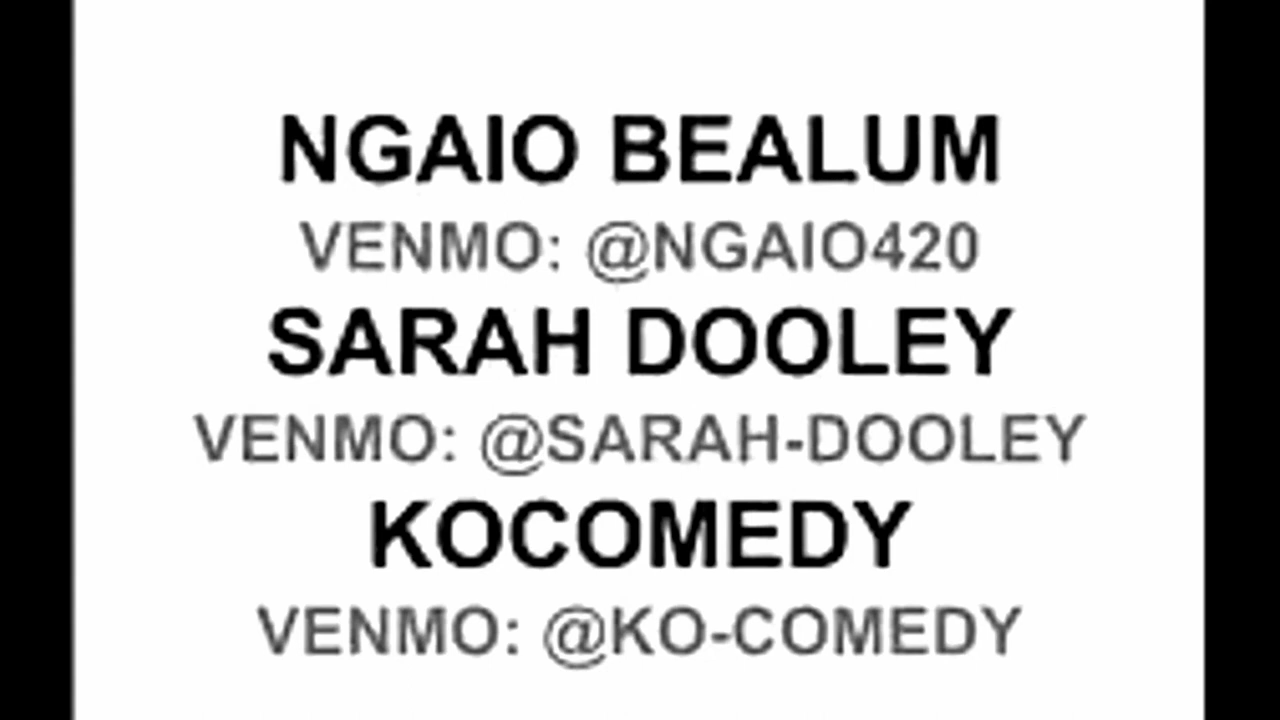 NGAIO BEALUM
VENMO: @NGAIO420
SARAH DOOLEY
VENMO: @SARAH-DOOLEY
KOCOMEDY
VENMO: @KO-COMEDY